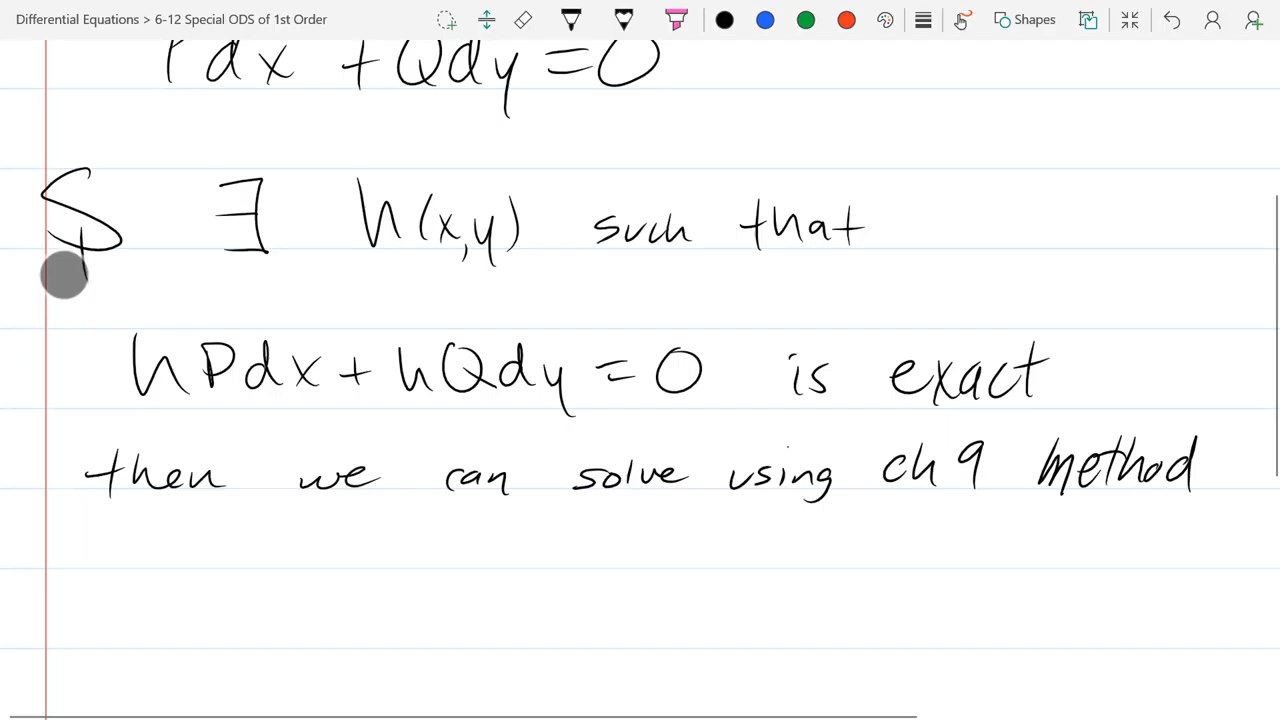 Differential Equations > 6-12 Special ODS of 1st Order
Shapes
Pdx + Qdy = 0
∃ h(x,y) such that
hPdx + hQdy = 0 is exact
then we can solve using ch 9 method